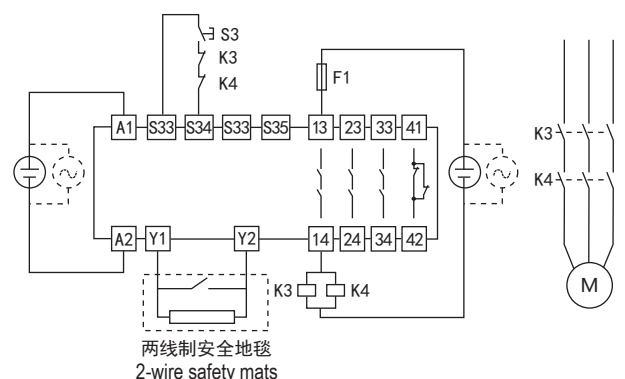 S3
K3
K4
F1
A1 S33 S34 S33 S35 13 23 33 41
K3
K4
A2 Y1 Y2 14 24 34 42
K3 K4
M
两线制安全地毯
2-wire safety mats